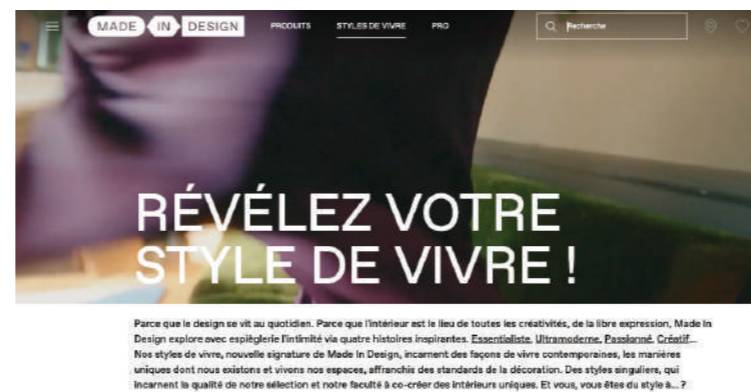 MADE IN DESIGN PRODUITS STYLES DE VIVRE PRO Recherche
RÉVÉLEZ VOTRE
STYLE DE VIVRE !
Parce que le design se vit au quotidien. Parce que l'intérieur est le lieu de toutes les créativités, de la libre expression, Made In
Design explore avec espièglerie l'intimité via quatre histoires inspirantes. Essentialiste, Ultramoderne, Passionné, Créatif...
Nos styles de vivre, nouvelle signature de Made In Design, incarnent des façons de vivre contemporaines, les manières
uniques dont nous existons et vivons nos espaces, affranchis des standards de la décoration. Des styles singuliers, qui
incarnent la qualité de notre sélection et notre faculté à co-créer des intérieurs uniques. Et vous, vous êtes du style à... ?